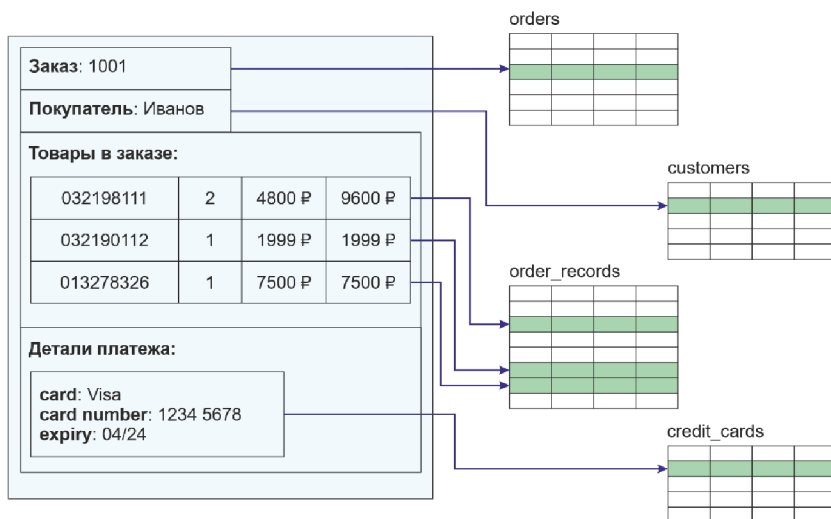 orders
Заказ: 1001
Покупатель: Иванов
Товары в заказе:
032198111 2 4800 ₽ 9600 ₽
032190112 1 1999 ₽ 1999 ₽
013278326 1 7500 ₽ 7500 ₽
customers
order_records
Детали платежа:
card: Visa
card number: 1234 5678
expiry: 04/24
credit_cards